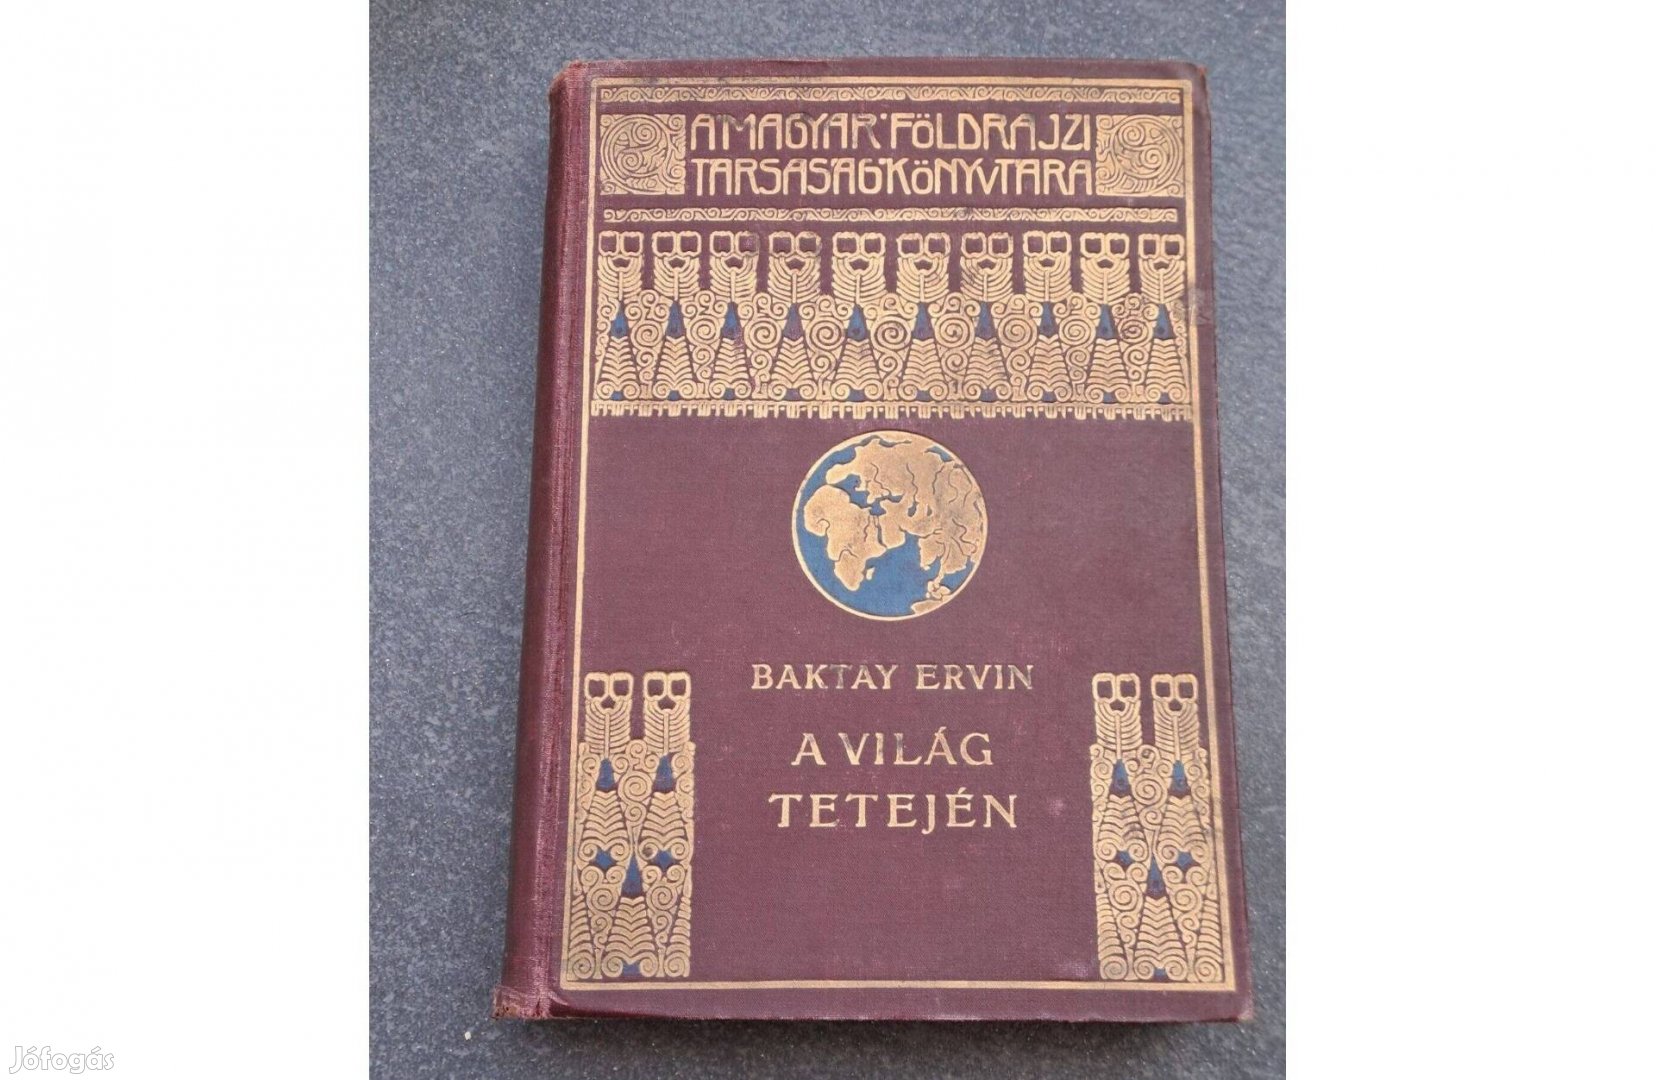 A MAGYAR FÖLDRAJZI
TÁRSASÁG KÖNYVTÁRA
BAKTAY ERVIN
A VILÁG
TETEJÉN
Jófogás